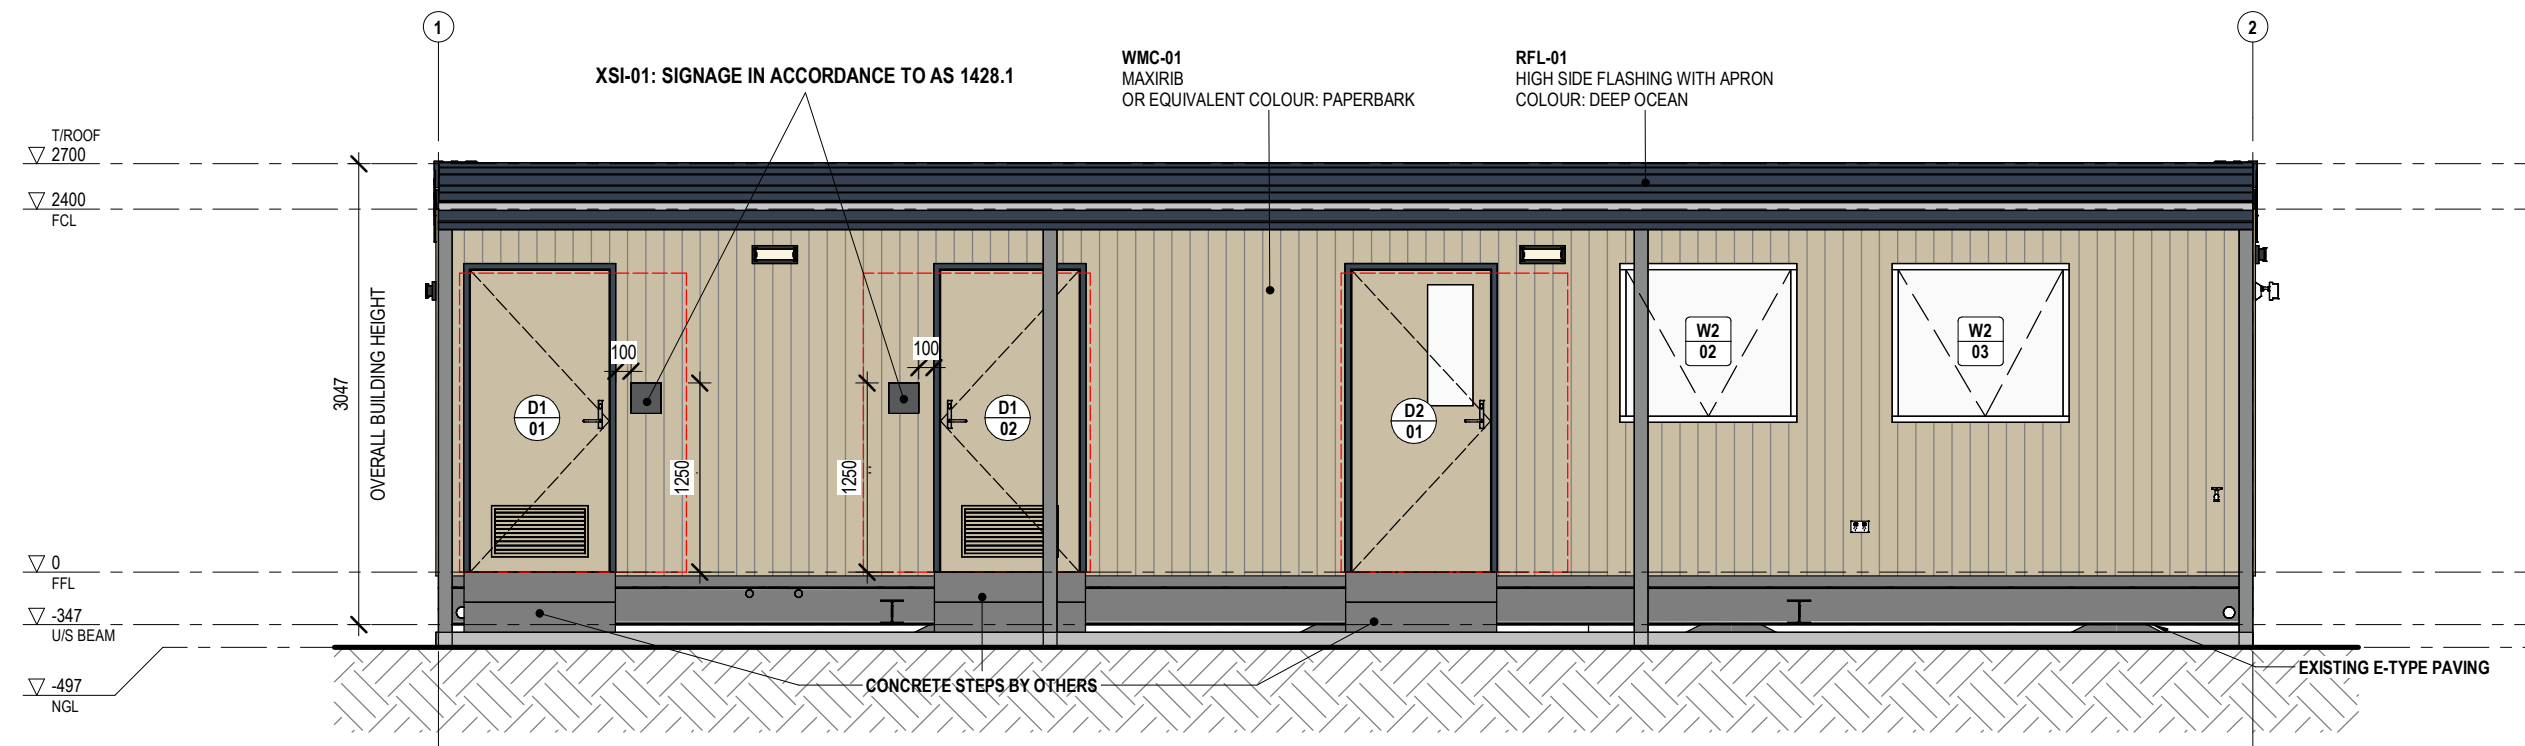 1
2
XSI-01: SIGNAGE IN ACCORDANCE TO AS 1428.1
WMC-01
MAXIRIB
OR EQUIVALENT COLOUR: PAPERBARK
RFL-01
HIGH SIDE FLASHING WITH APRON
COLOUR: DEEP OCEAN
T/ROOF
2700
2400
FCL
3047
OVERALL BUILDING HEIGHT
100
100
1250
1250
D1
01
D1
02
D2
01
W2
02
W2
03
0
FFL
-347
U/S BEAM
-497
NGL
CONCRETE STEPS BY OTHERS
EXISTING E-TYPE PAVING